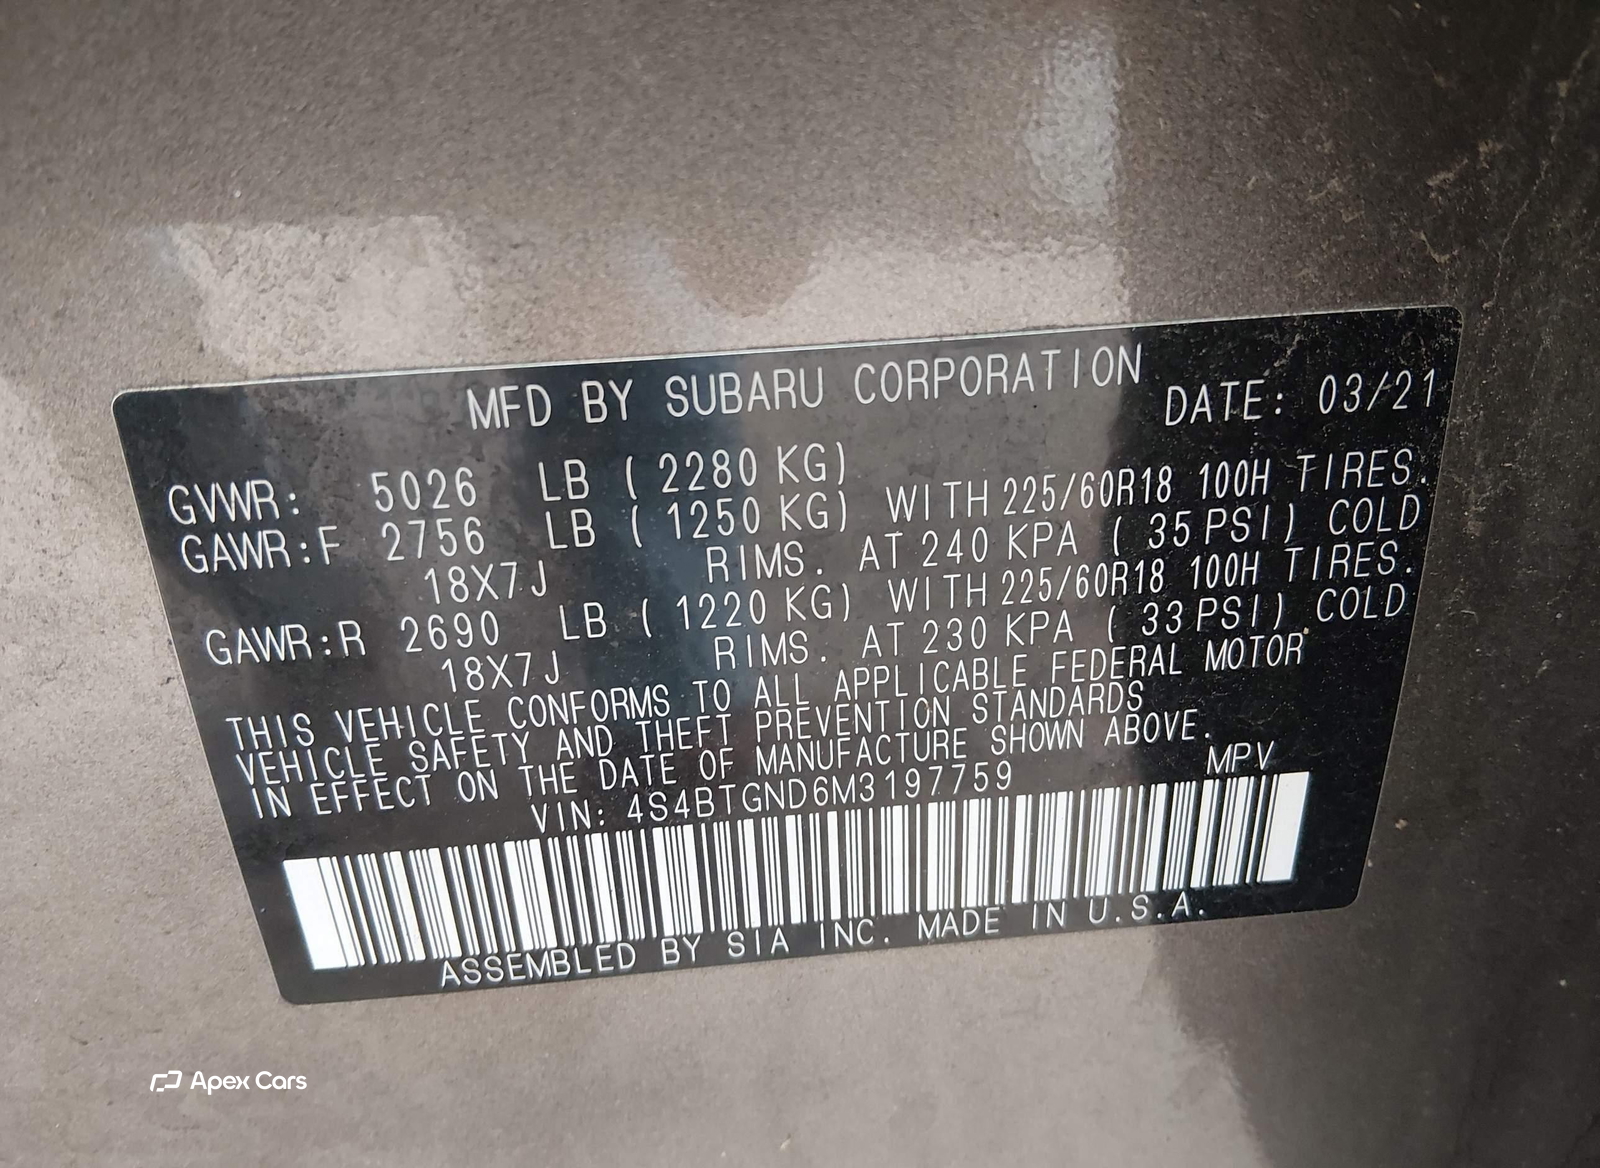 MFD BY SUBARU CORPORATION DATE: 03/21
GVWR: 5026 LB ( 2280 KG)
GAWR:F 2756 LB ( 1250 KG) WITH 225/60R18 100H TIRES.
18X7J RIMS. AT 240 KPA ( 35 PSI) COLD
GAWR:R 2690 LB ( 1220 KG) WITH 225/60R18 100H TIRES.
18X7J RIMS. AT 230 KPA ( 33 PSI) COLD
THIS VEHICLE CONFORMS TO ALL APPLICABLE FEDERAL MOTOR
VEHICLE SAFETY AND THEFT PREVENTION STANDARDS
IN EFFECT ON THE DATE OF MANUFACTURE SHOWN ABOVE.
VIN: 4S4BTGND6M3197759 MPV
ASSEMBLED BY SIA INC. MADE IN U.S.A.
Apex Cars